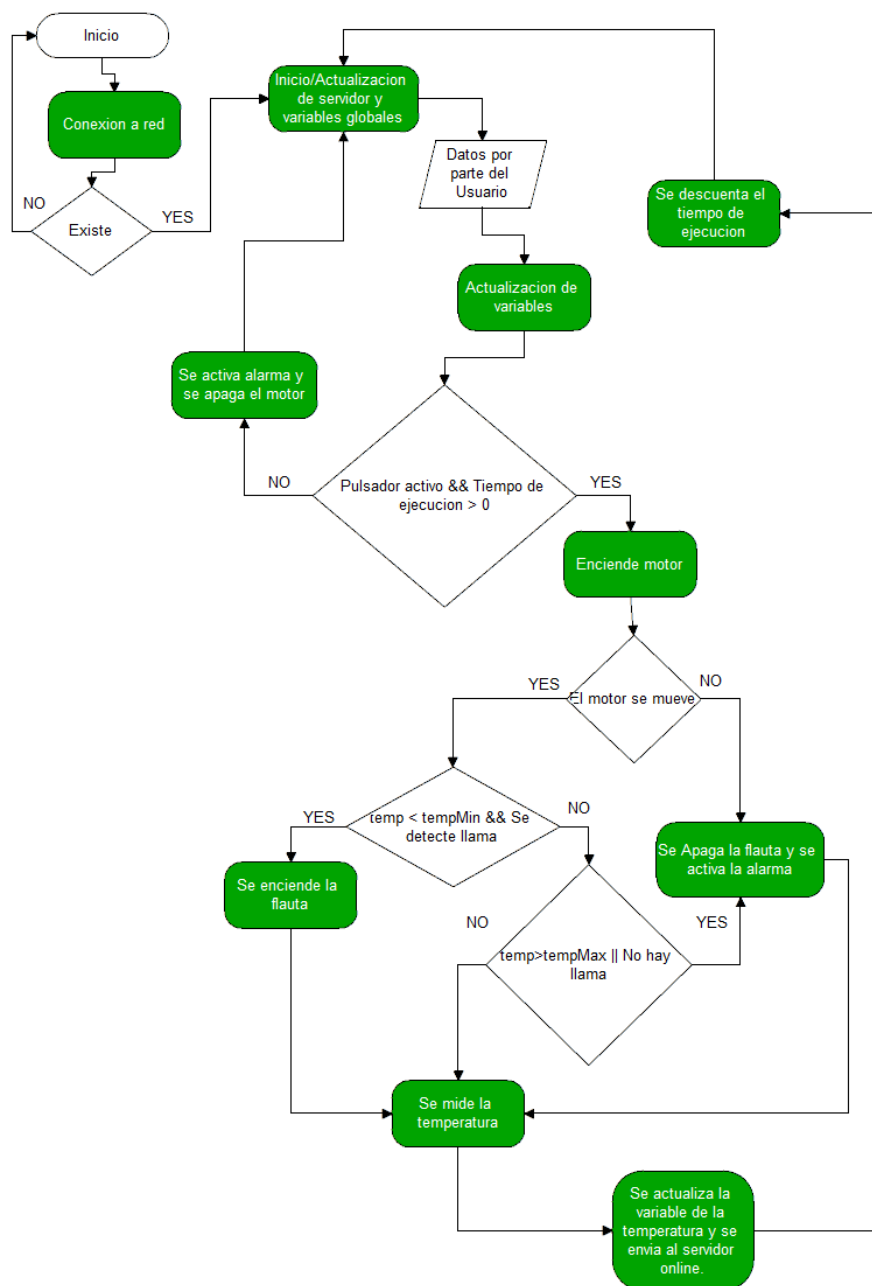 Inicio
Conexion a red
NO
YES
Existe
Inicio/Actualizacion
de servidor y
variables globales
Datos por
parte del
Usuario
Se descuenta el
tiempo de
ejecucion
Actualizacion de
variables
Se activa alarma y
se apaga el motor
NO
Pulsador activo && Tiempo de
ejecucion > 0
YES
Enciende motor
YES
El motor se mueve
NO
YES
temp < tempMin && Se
detecte llama
NO
Se Apaga la flauta y se
activa la alarma
Se enciende la
flauta
NO
temp>tempMax || No hay
llama
YES
Se mide la
temperatura
Se actualiza la
variable de la
temperatura y se
envia al servidor
online.